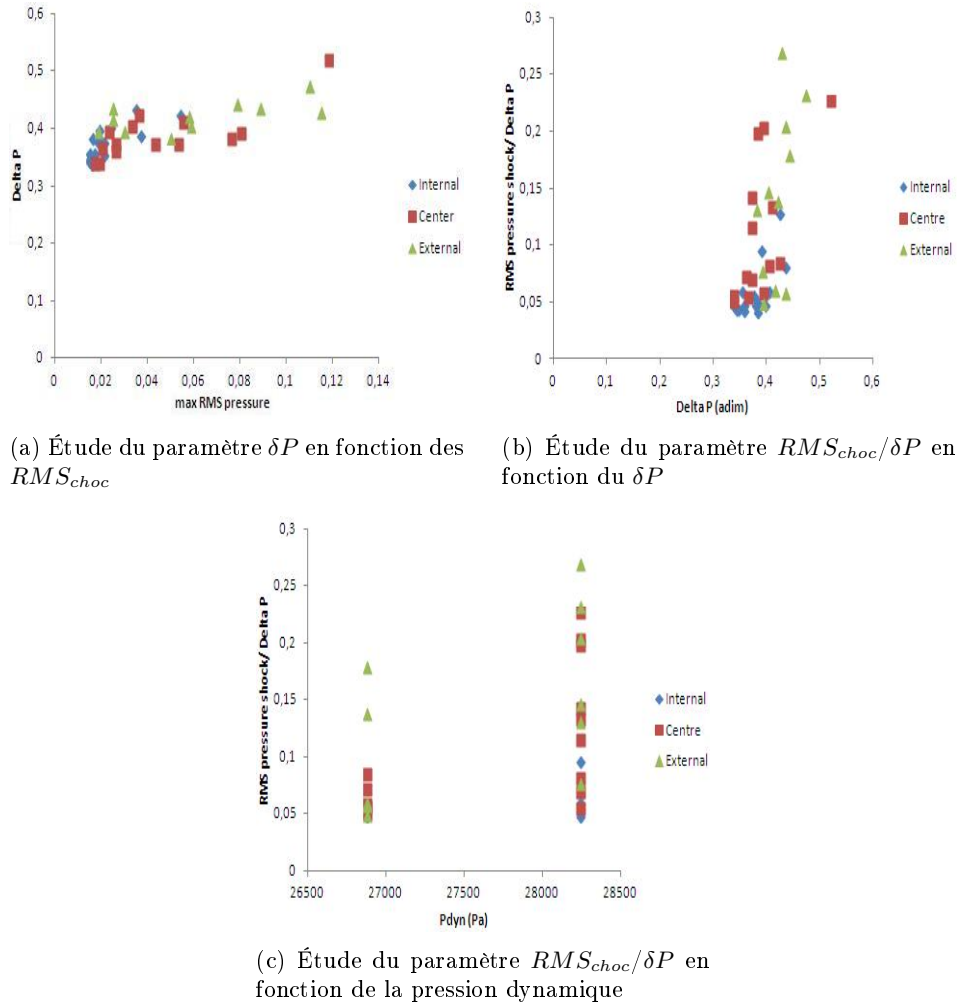 0,6
0,5
0,4
0,3
0,2
0,1
0
0
0,02
0,04
0,06
0,08
0,1
0,12
0,14
Delta P
max RMS pressure
Internal
Center
External
0,3
0,25
0,2
0,15
0,1
0,05
0
0
0,1
0,2
0,3
0,4
0,5
0,6
RMS pressure shock/ Delta P
Delta P (adim)
Internal
Centre
External
(a) Étude du paramètre δP en fonction des
RMS_choc
(b) Étude du paramètre RMS_choc/δP en
fonction du δP
0,3
0,25
0,2
0,15
0,1
0,05
0
26500
27000
27500
28000
28500
RMS pressure shock/ Delta P
Pdyn (Pa)
Internal
Centre
External
(c) Étude du paramètre RMS_choc/δP en
fonction de la pression dynamique